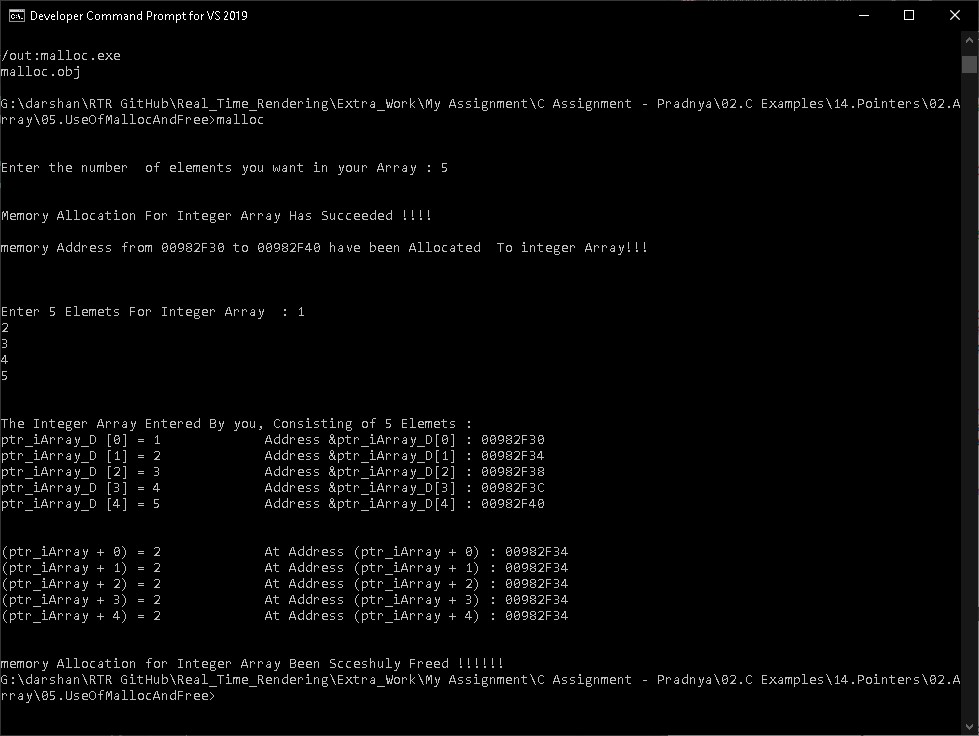 Developer Command Prompt for VS 2019
/out:malloc.exe
malloc.obj
G:\darshan\RTR GitHub\Real_Time_Rendering\Extra_Work\My Assignment\C Assignment - Pradnya\02.C Examples\14.Pointers\02.A
rray\05.UseOfMallocAndFree>malloc
Enter the number  of elements you want in your Array : 5
Memory Allocation For Integer Array Has Succeeded !!!!
memory Address from 00982F30 to 00982F40 have been Allocated  To integer Array!!!
Enter 5 Elemets For Integer Array  : 1
2
3
4
5
The Integer Array Entered By you, Consisting of 5 Elemets :
ptr_iArray_D [0] = 1             Address &ptr_iArray_D[0] : 00982F30
ptr_iArray_D [1] = 2             Address &ptr_iArray_D[1] : 00982F34
ptr_iArray_D [2] = 3             Address &ptr_iArray_D[2] : 00982F38
ptr_iArray_D [3] = 4             Address &ptr_iArray_D[3] : 00982F3C
ptr_iArray_D [4] = 5             Address &ptr_iArray_D[4] : 00982F40
(ptr_iArray + 0) = 2             At Address (ptr_iArray + 0) : 00982F34
(ptr_iArray + 1) = 2             At Address (ptr_iArray + 1) : 00982F34
(ptr_iArray + 2) = 2             At Address (ptr_iArray + 2) : 00982F34
(ptr_iArray + 3) = 2             At Address (ptr_iArray + 3) : 00982F34
(ptr_iArray + 4) = 2             At Address (ptr_iArray + 4) : 00982F34
memory Allocation for Integer Array Been Scceshuly Freed !!!!!!
G:\darshan\RTR GitHub\Real_Time_Rendering\Extra_Work\My Assignment\C Assignment - Pradnya\02.C Examples\14.Pointers\02.A
rray\05.UseOfMallocAndFree>